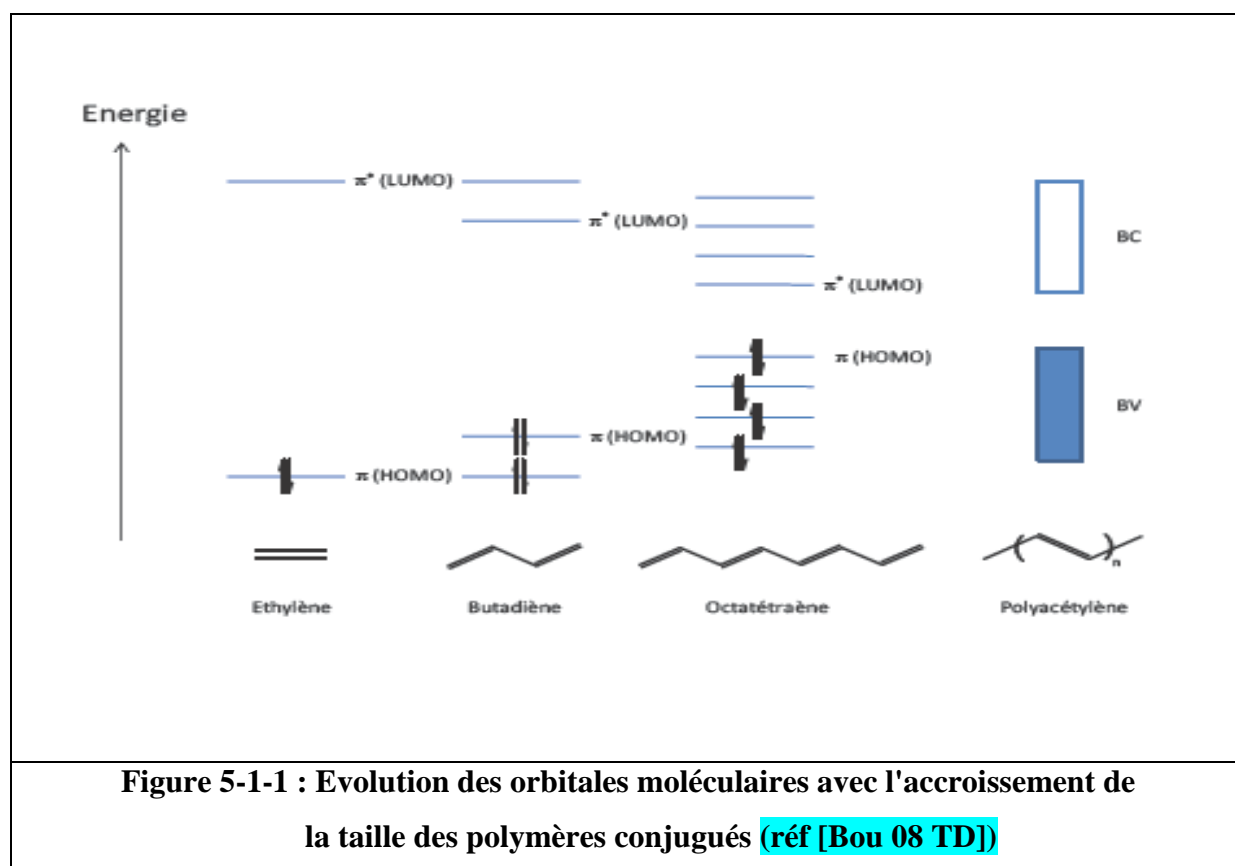 Energie
π* (LUMO)
π* (LUMO)
π* (LUMO)
BC
π (HOMO)
BV
π (HOMO)
π (HOMO)
n
Ethylène
Butadiène
Octatétraène
Polyacétylène
Figure 5-1-1 : Evolution des orbitales moléculaires avec l'accroissement de
la taille des polymères conjugués (réf [Bou 08 TD])